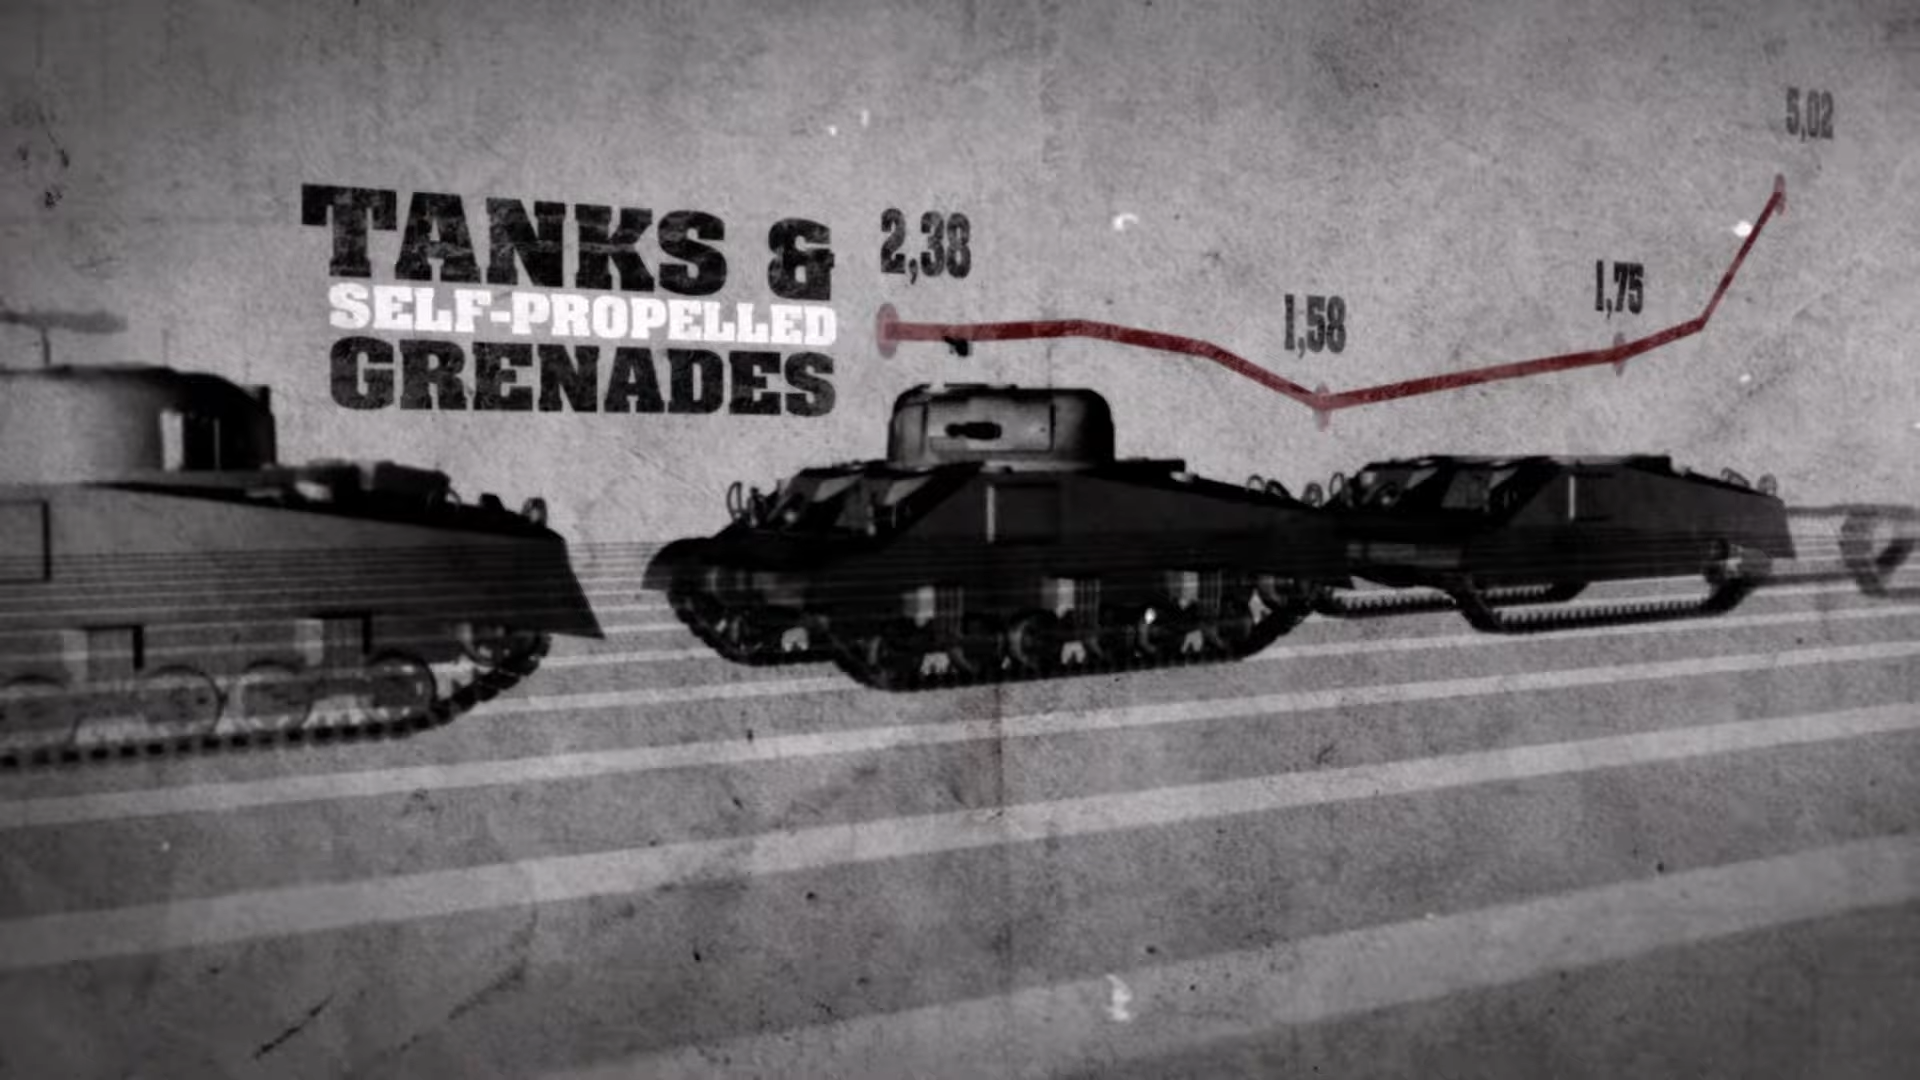 TANKS &
SELF-PROPELLED
GRENADES
2,38
1,58
1,75
5,02